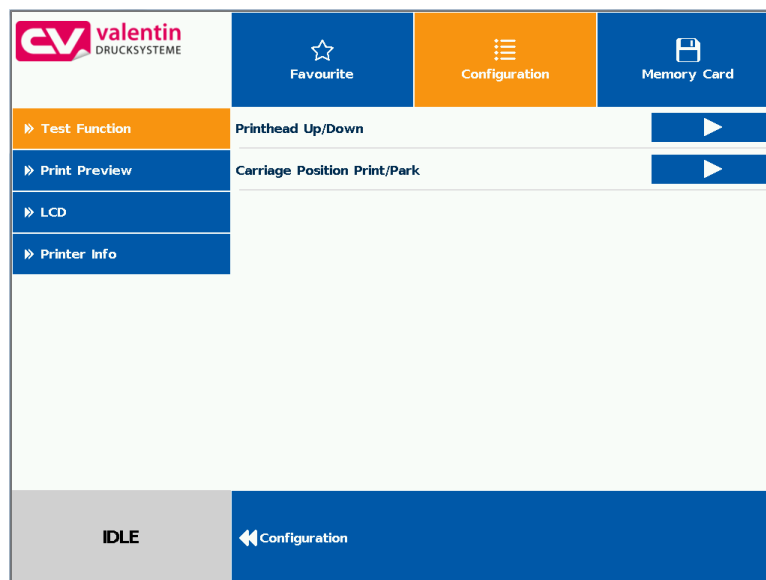 valentin
DRUCKSYSTEME
Favourite
Configuration
Memory Card
Test Function
Printhead Up/Down
Print Preview
Carriage Position Print/Park
LCD
Printer Info
IDLE
Configuration